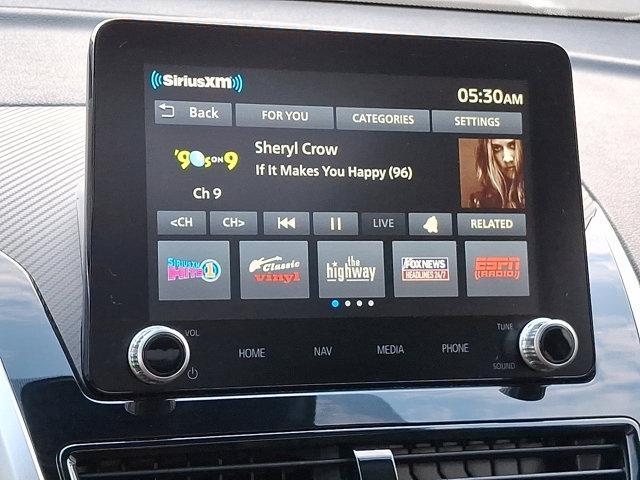 ((SiriusXM))
05:30AM
Back
FOR YOU
CATEGORIES
SETTINGS
'90s ON 9
Ch 9
Sheryl Crow
If It Makes You Happy (96)
<CH
CH>
LIVE
RELATED
SiriusXM HITS 1
Classic vinyl
the highway
FOX NEWS
HEADLINES 24/7
ESPN
((RADIO))
VOL
HOME
NAV
MEDIA
PHONE
TUNE
SOUND